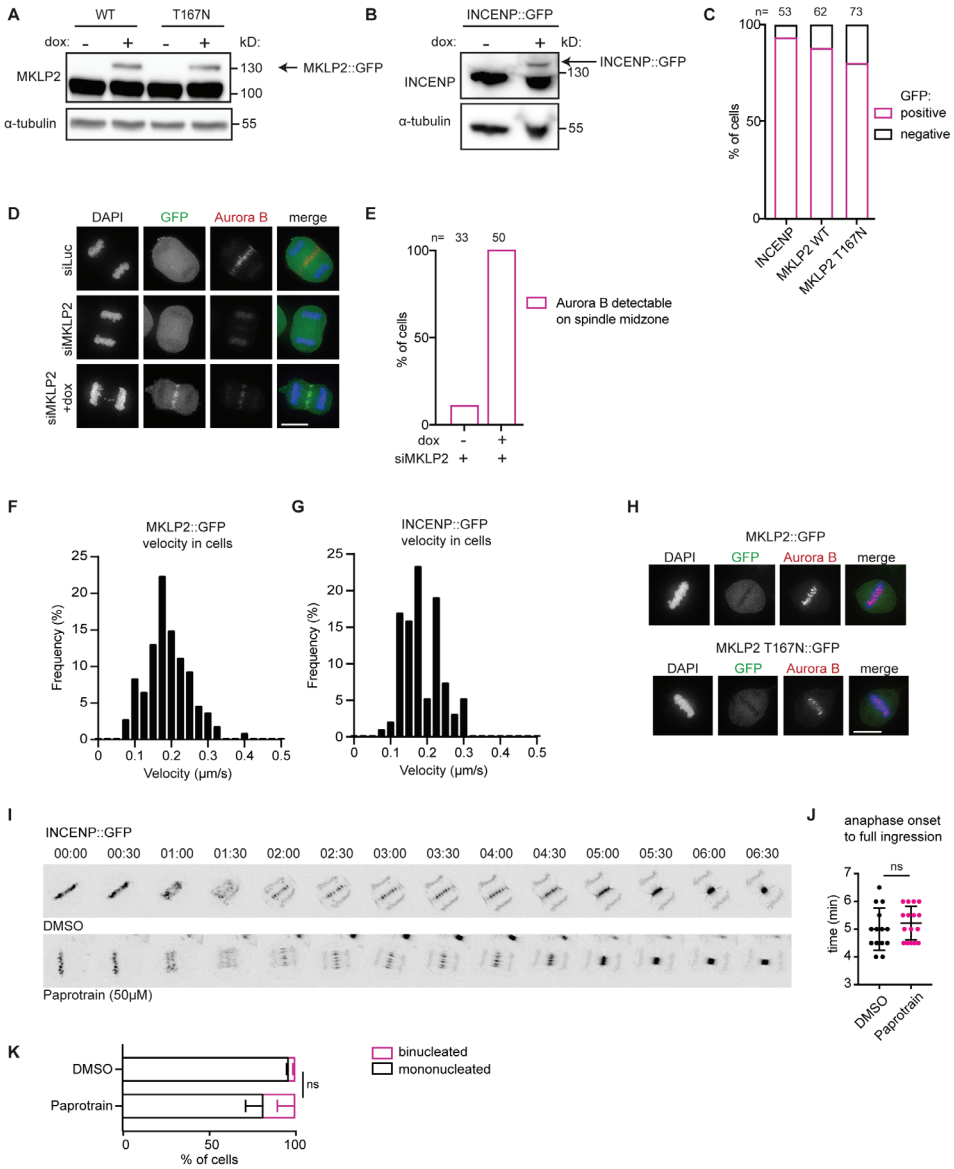 A
WT T167N
dox: - + - + kD:
MKLP2
130
100
← MKLP2::GFP
α-tubulin
55
B
INCENP::GFP
dox: - + kD:
INCENP
130
← INCENP::GFP
α-tubulin
55
C
n= 53 62 73
% of cells
100
50
0
INCENP
MKLP2 WT
MKLP2 T167N
GFP:
positive
negative
D
DAPI GFP Aurora B merge
siLuc
siMKLP2
siMKLP2
+dox
E
n= 33 50
% of cells
100
50
0
dox - +
siMKLP2 + +
Aurora B detectable
on spindle midzone
F
MKLP2::GFP
velocity in cells
Frequency (%)
25
20
15
10
5
0
0 0.1 0.2 0.3 0.4 0.5
Velocity (µm/s)
G
INCENP::GFP
velocity in cells
Frequency (%)
25
20
15
10
5
0
0 0.1 0.2 0.3 0.4 0.5
Velocity (µm/s)
H
MKLP2::GFP
DAPI GFP Aurora B merge
MKLP2 T167N::GFP
DAPI GFP Aurora B merge
I
INCENP::GFP
00:00 00:30 01:00 01:30 02:00 02:30 03:00 03:30 04:00 04:30 05:00 05:30 06:00 06:30
DMSO
Paprotrain (50µM)
J
anaphase onset
to full ingression
ns
time (min)
7
6
5
4
3
DMSO
Paprotrain
K
DMSO
Paprotrain
ns
0 50 100
% of cells
binucleated
mononucleated